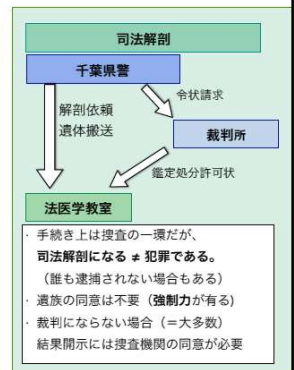 司法解剖
千葉県警
解剖依頼
遺体搬送
令状請求
裁判所
鑑定処分許可状
法医学教室
· 手続き上は捜査の一環だが、
司法解剖になる ≠ 犯罪である。
（誰も逮捕されない場合もある）
· 遺族の同意は不要（強制力が有る)
· 裁判にならない場合（＝大多数）
結果開示には捜査機関の同意が必要